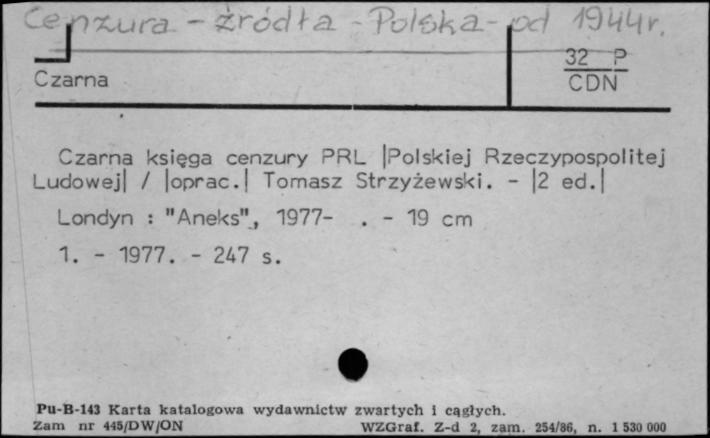 Cenzura - źródła - Polska - od 1944 r.
32 P
Czarna
CDN
Czarna księga cenzury PRL |Polskiej Rzeczypospolitej
Ludowej| / |oprac.| Tomasz Strzyżewski. - |2 ed.|
Londyn : "Aneks", 1977- . - 19 cm
1. - 1977. - 247 s.
Pu-B-143 Karta katalogowa wydawnictw zwartych i cągłych.
Zam nr 445/DW/ON WZGraf. Z-d 2, zam. 254/86, n. 1 530 000